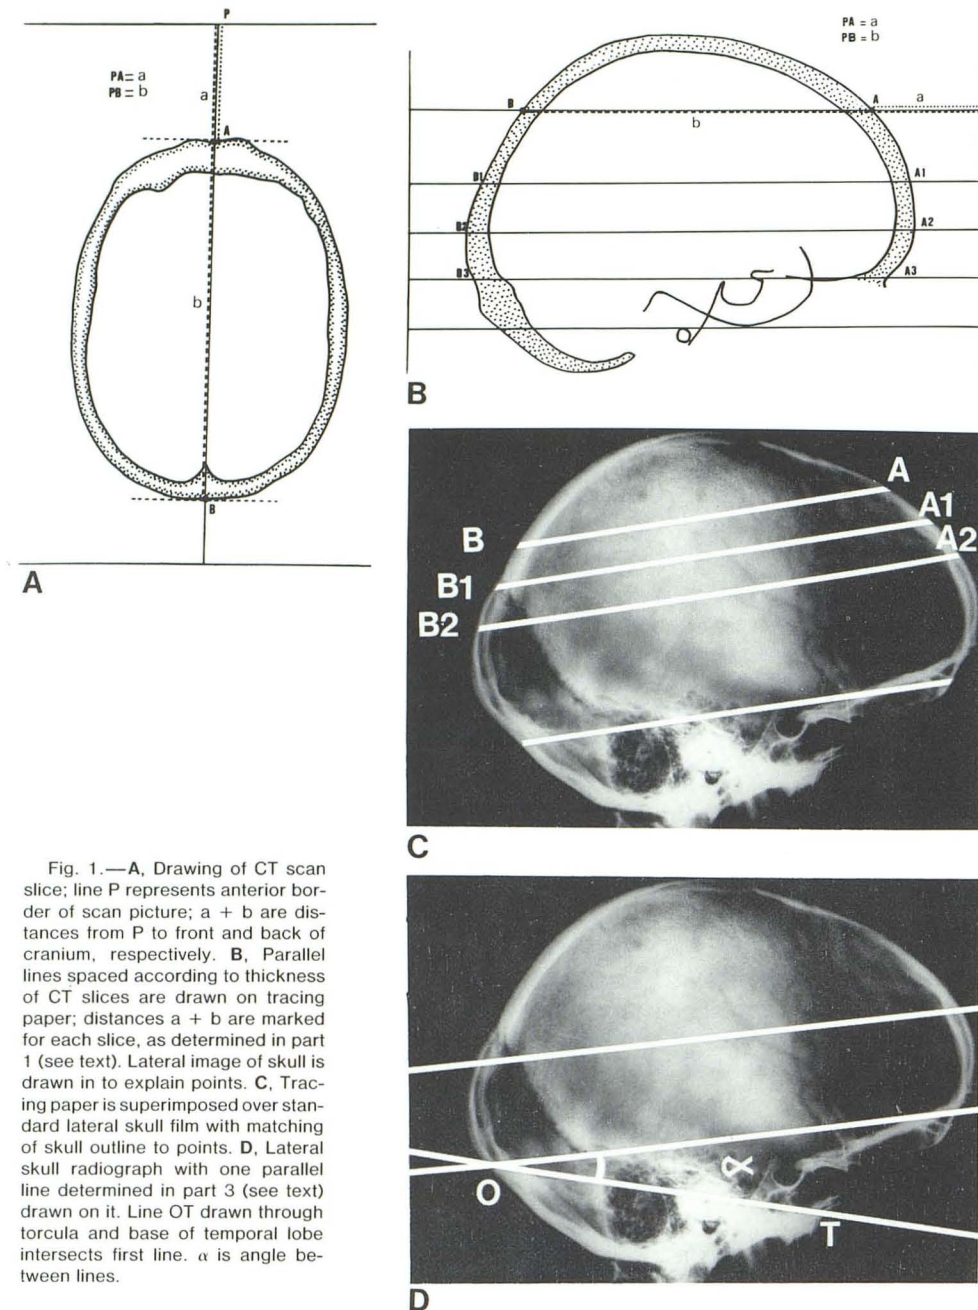 P
PA= a
PB= b
a
A
b
B
A
PA = a
PB = b
B
A
a
b
B1
A1
B2
A2
B3
A3
B
A
A1
B
A2
B1
B2
C
Fig. 1.—A, Drawing of CT scan
slice; line P represents anterior bor-
der of scan picture; a + b are dis-
tances from P to front and back of
cranium, respectively. B, Parallel
lines spaced according to thickness
of CT slices are drawn on tracing
paper; distances a + b are marked
for each slice, as determined in part
1 (see text). Lateral image of skull is
drawn in to explain points. C, Trac-
ing paper is superimposed over stan-
dard lateral skull film with matching
of skull outline to points. D, Lateral
skull radiograph with one parallel
line determined in part 3 (see text)
drawn on it. Line OT drawn through
torcula and base of temporal lobe
intersects first line. α is angle be-
tween lines.
O
α
T
D